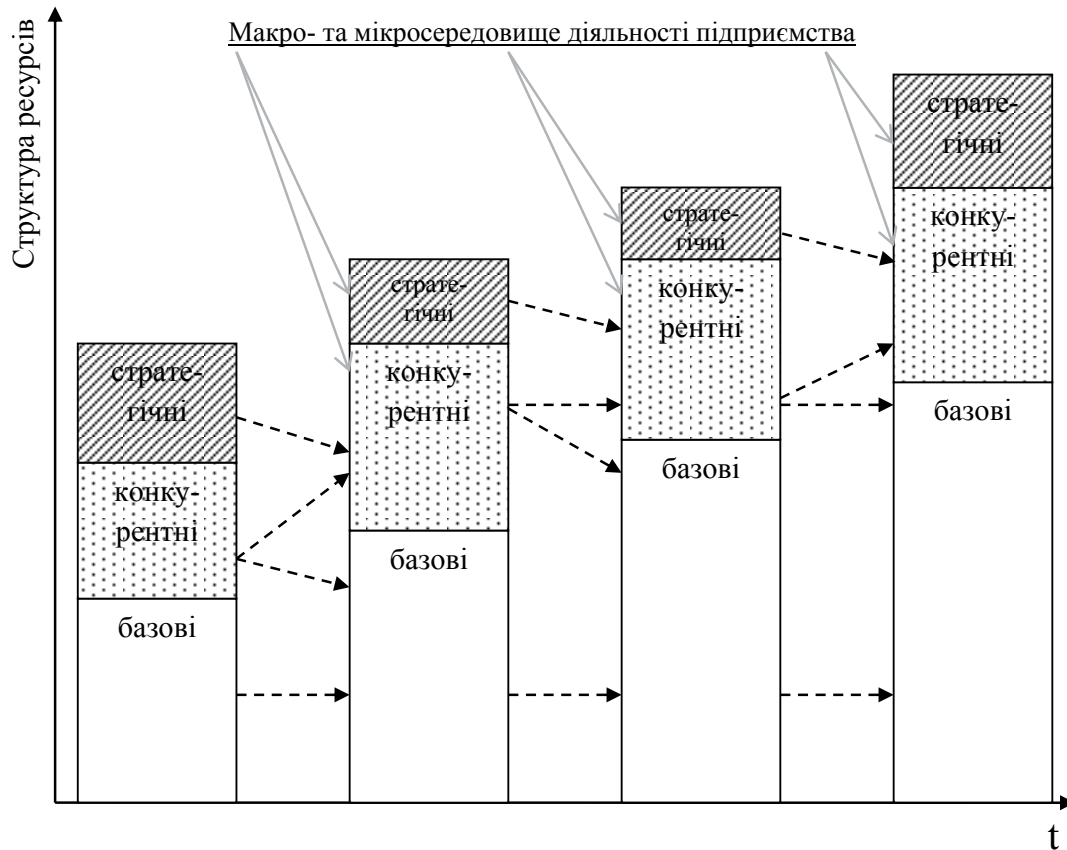 Структура ресурсів
Макро- та мікросередовище діяльності підприємства
страте-
гічні
конку-
рентні
базові
страте-
гічні
конку-
рентні
базові
страте-
гічні
конку-
рентні
базові
страте-
гічні
конку-
рентні
базові
t